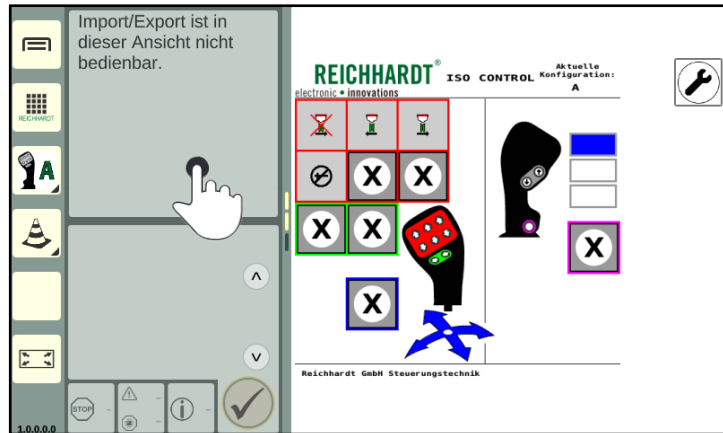 Import/Export ist in
dieser Ansicht nicht
bedienbar.
REICHHARDT
A
STOP
-
-
-
-
1.0.0.0.0
REICHHARDT®
electronic • innovations
ISO CONTROL
Aktuelle
Konfiguration:
A
X
X
X
X
X
X
Reichhardt GmbH Steuerungstechnik